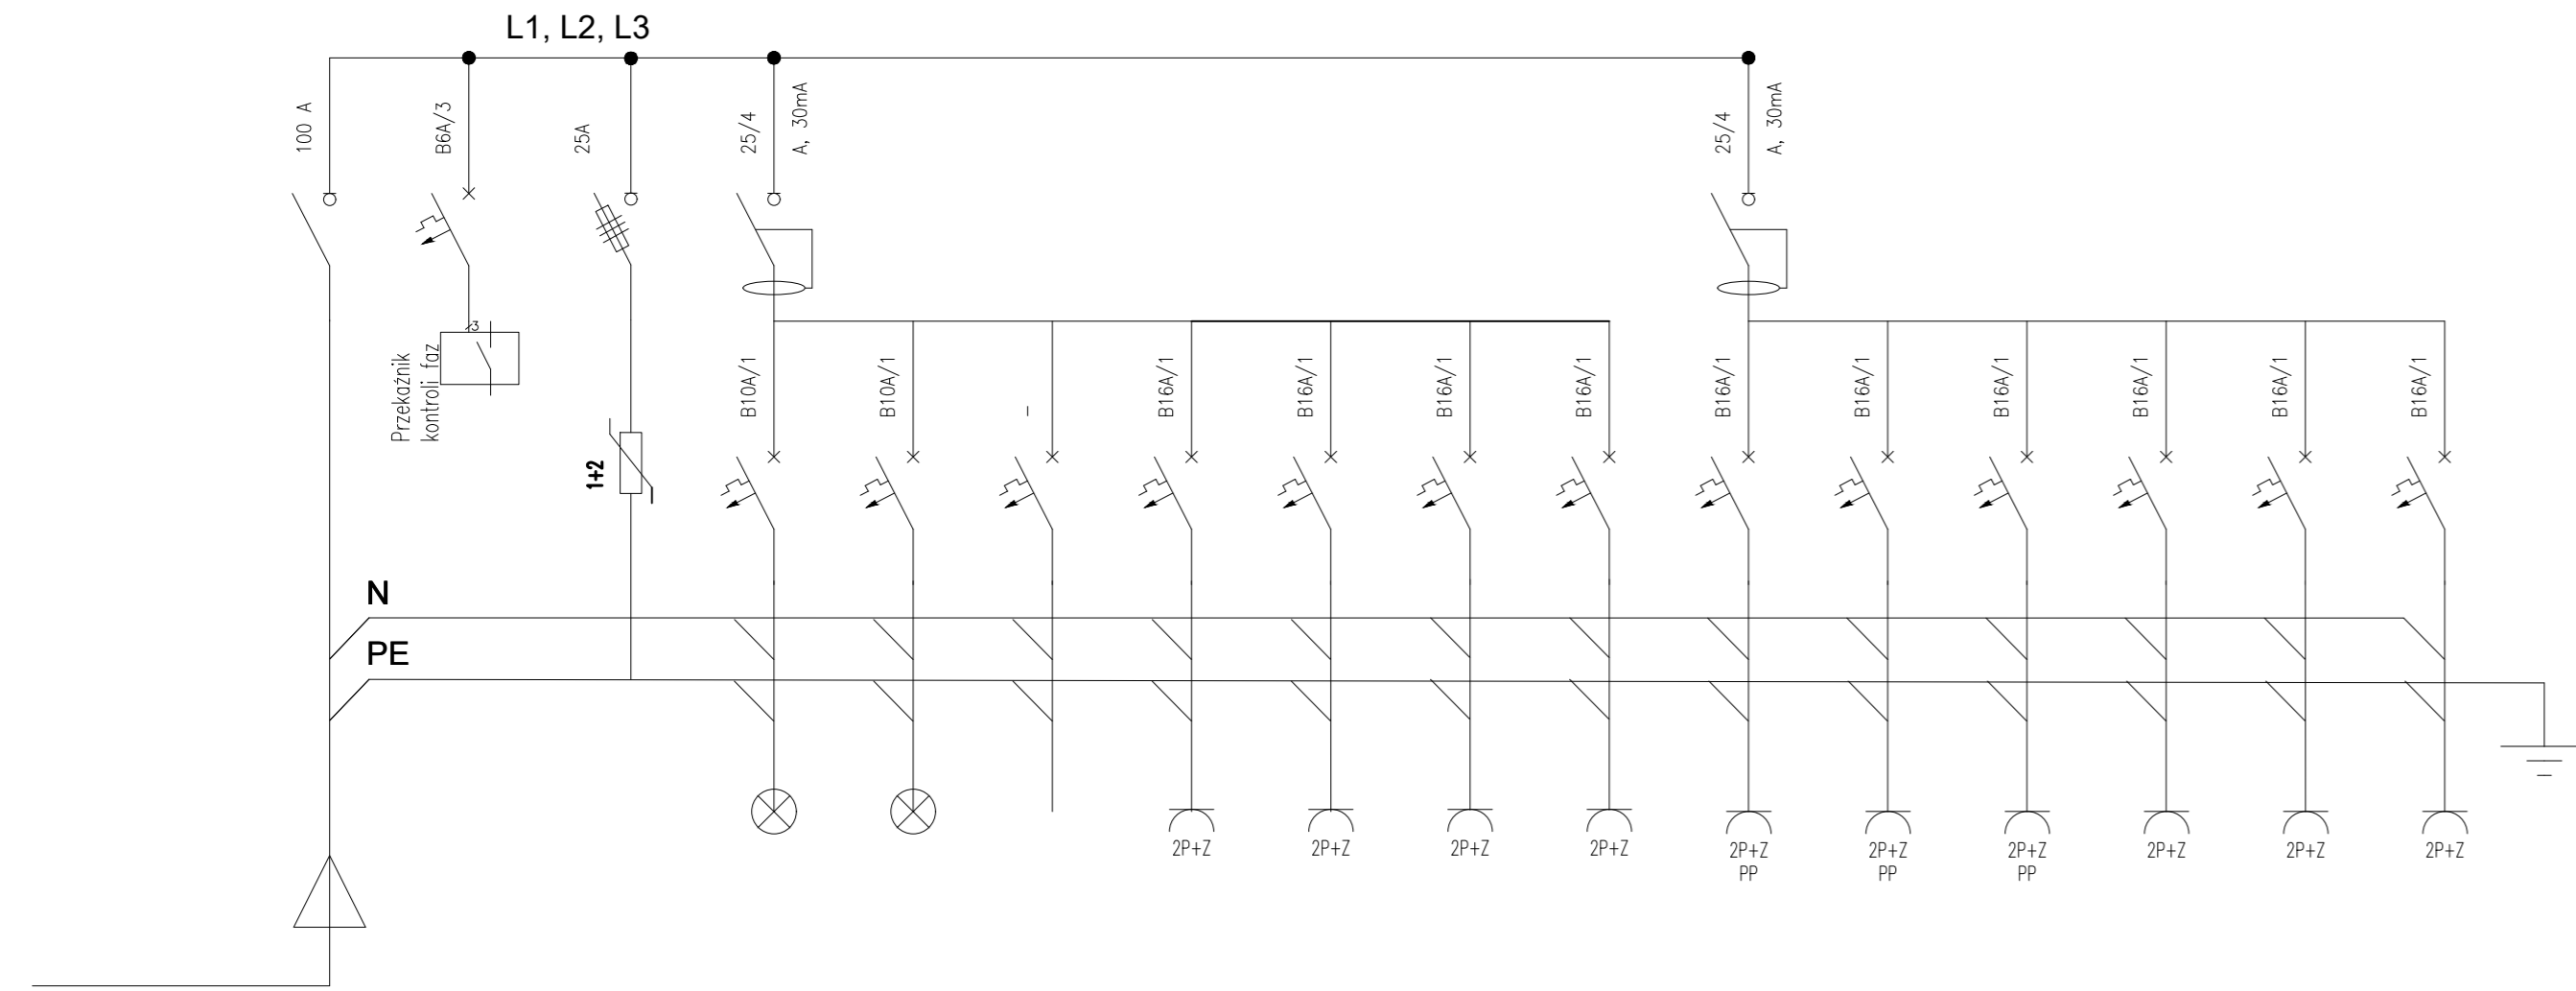 L1, L2, L3
100 A
B6A/3
25A
25/4
A, 30mA
25/4
A, 30mA
3
Przekaźnik
kontroli faz
1+2
B10A/1
B10A/1
–
B16A/1
B16A/1
B16A/1
B16A/1
B16A/1
B16A/1
B16A/1
B16A/1
B16A/1
B16A/1
N
PE
2P+Z
2P+Z
2P+Z
2P+Z
2P+Z
PP
2P+Z
PP
2P+Z
PP
2P+Z
2P+Z
2P+Z